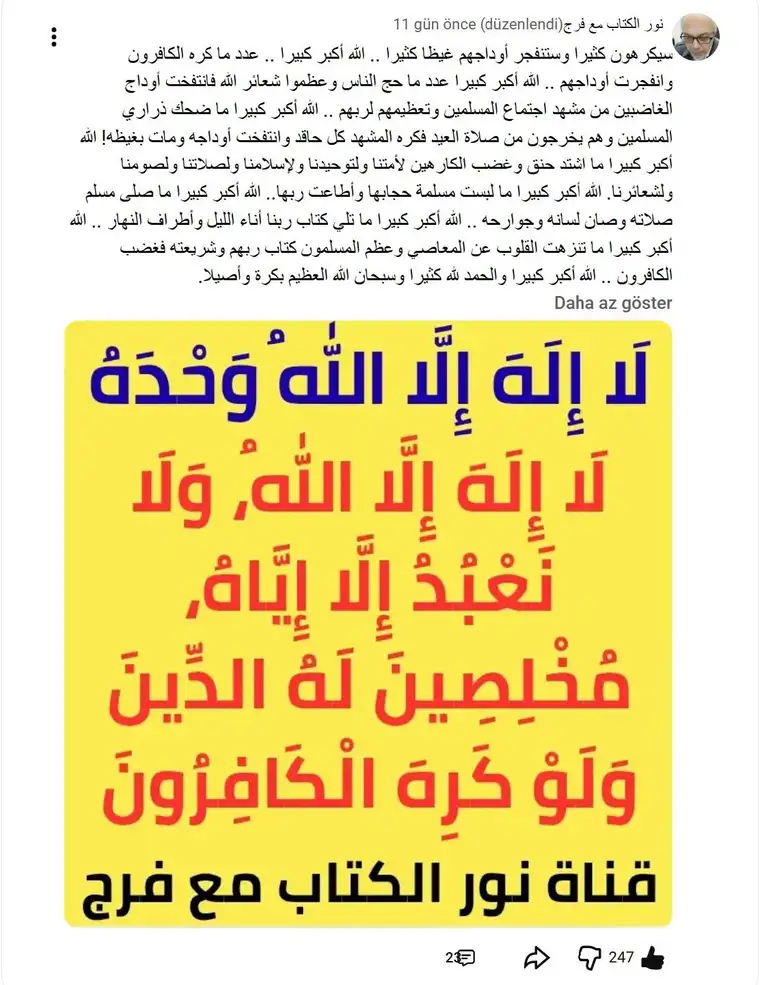 نور الكتاب مع فرج(düzenlendi) 11 gün önce
سيكرهون كثيرا وستنفجر أوداجهم غيظا كثيرا .. الله أكبر كبيرا .. عدد ما كره الكافرون
وانفجرت أوداجهم .. الله أكبر كبيرا عدد ما حج الناس وعظموا شعائر الله فانتفخت أوداج
الغاضبين من مشهد اجتماع المسلمين وتعظيمهم لربهم .. الله أكبر كبيرا ما ضحك ذراري
المسلمين وهم يخرجون من صلاة العيد فكره المشهد كل حاقد وانتفخت أوداجه ومات بغيظه! الله
أكبر كبيرا ما اشتد حنق وغضب الكارهين لأمتنا ولتوحيدنا ولإسلامنا ولصلاتنا ولصومنا
ولشعائرنا. الله أكبر كبيرا ما لبست مسلمة حجابها وأطاعت ربها.. الله أكبر كبيرا ما صلى مسلم
صلاته وصان لسانه وجوارحه .. الله أكبر كبيرا ما تلي كتاب ربنا أناء الليل وأطراف النهار .. الله
أكبر كبيرا ما تنزهت القلوب عن المعاصي وعظم المسلمون كتاب ربهم وشريعته فغضب
الكافرون .. الله أكبر كبيرا والحمد لله كثيرا وسبحان الله العظيم بكرة وأصيلا.
Daha az göster
لَا إِلَهَ إِلَّا اللَّهُ وَحْدَهُ
لَا إِلَهَ إِلَّا اللَّهُ, وَلَا
نَعْبُدُ إِلَّا إِيَّاهُ,
مُخْلِصِينَ لَهُ الدِّينَ
وَلَوْ كَرِهَ الْكَافِرُونَ
قناة نور الكتاب مع فرج
247
23